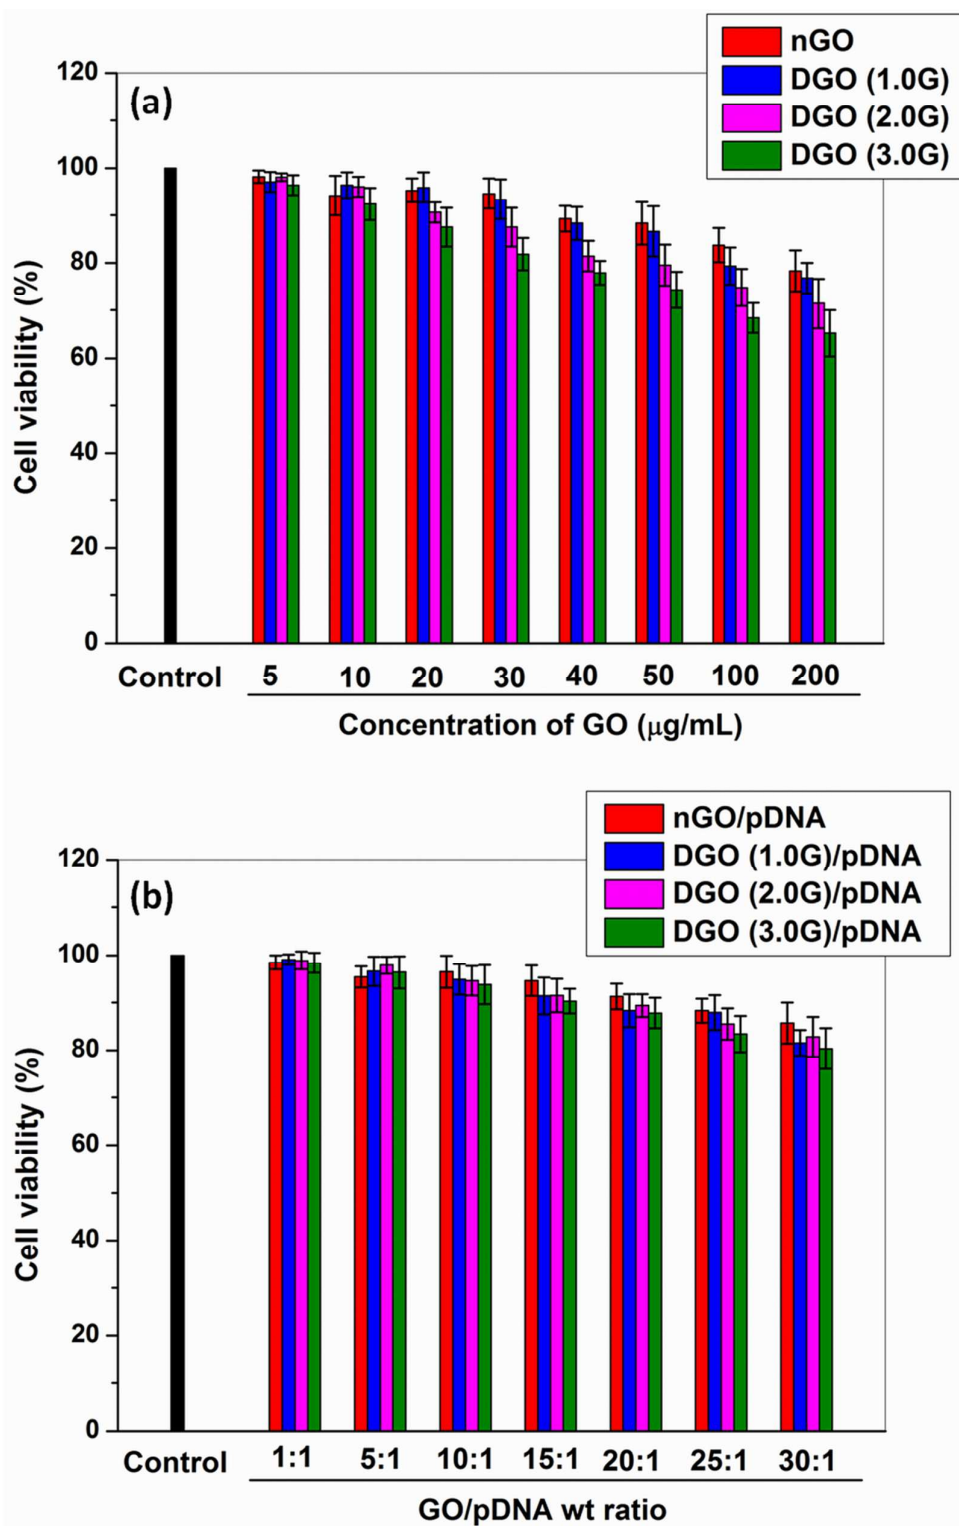 nGO
DGO (1.0G)
DGO (2.0G)
DGO (3.0G)
(a)
120
100
80
60
40
20
0
Cell viability (%)
Control 5 10 20 30 40 50 100 200
Concentration of GO (μg/mL)
nGO/pDNA
DGO (1.0G)/pDNA
DGO (2.0G)/pDNA
DGO (3.0G)/pDNA
(b)
120
100
80
60
40
20
0
Cell viability (%)
Control 1:1 5:1 10:1 15:1 20:1 25:1 30:1
GO/pDNA wt ratio